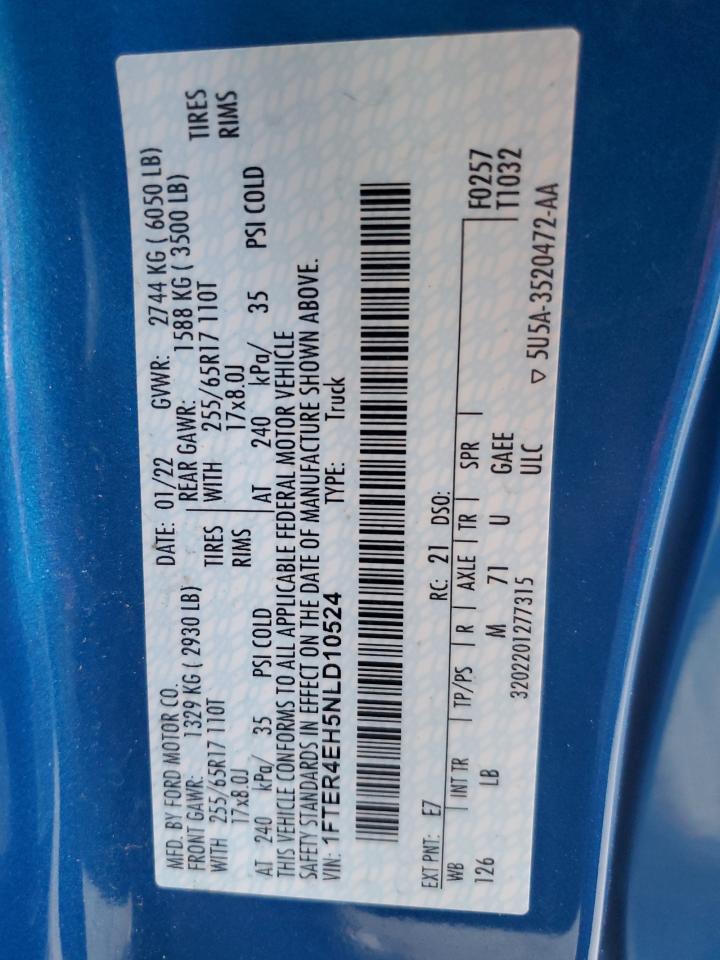 MFD. BY FORD MOTOR CO. DATE: 01/22 GVWR: 2744 KG ( 6050 LB)
FRONT GAWR: 1329 KG ( 2930 LB) REAR GAWR: 1588 KG ( 3500 LB)
WITH 255/65R17 110T TIRES WITH 255/65R17 110T TIRES
17x8.0J RIMS 17x8.0J RIMS
AT 240 kPa/ 35 PSI COLD AT 240 kPa/ 35 PSI COLD
THIS VEHICLE CONFORMS TO ALL APPLICABLE FEDERAL MOTOR VEHICLE
SAFETY STANDARDS IN EFFECT ON THE DATE OF MANUFACTURE SHOWN ABOVE.
VIN: 1FTER4EH5NLD10524 TYPE: Truck
EXT PNT: E7 RC: 21 DSO: F0257
WB INT TR TP/PS R AXLE TR SPR T1032
126 LB M 71 U GAEE
3202201277315 ULC ▽ 5U5A-3520472-AA